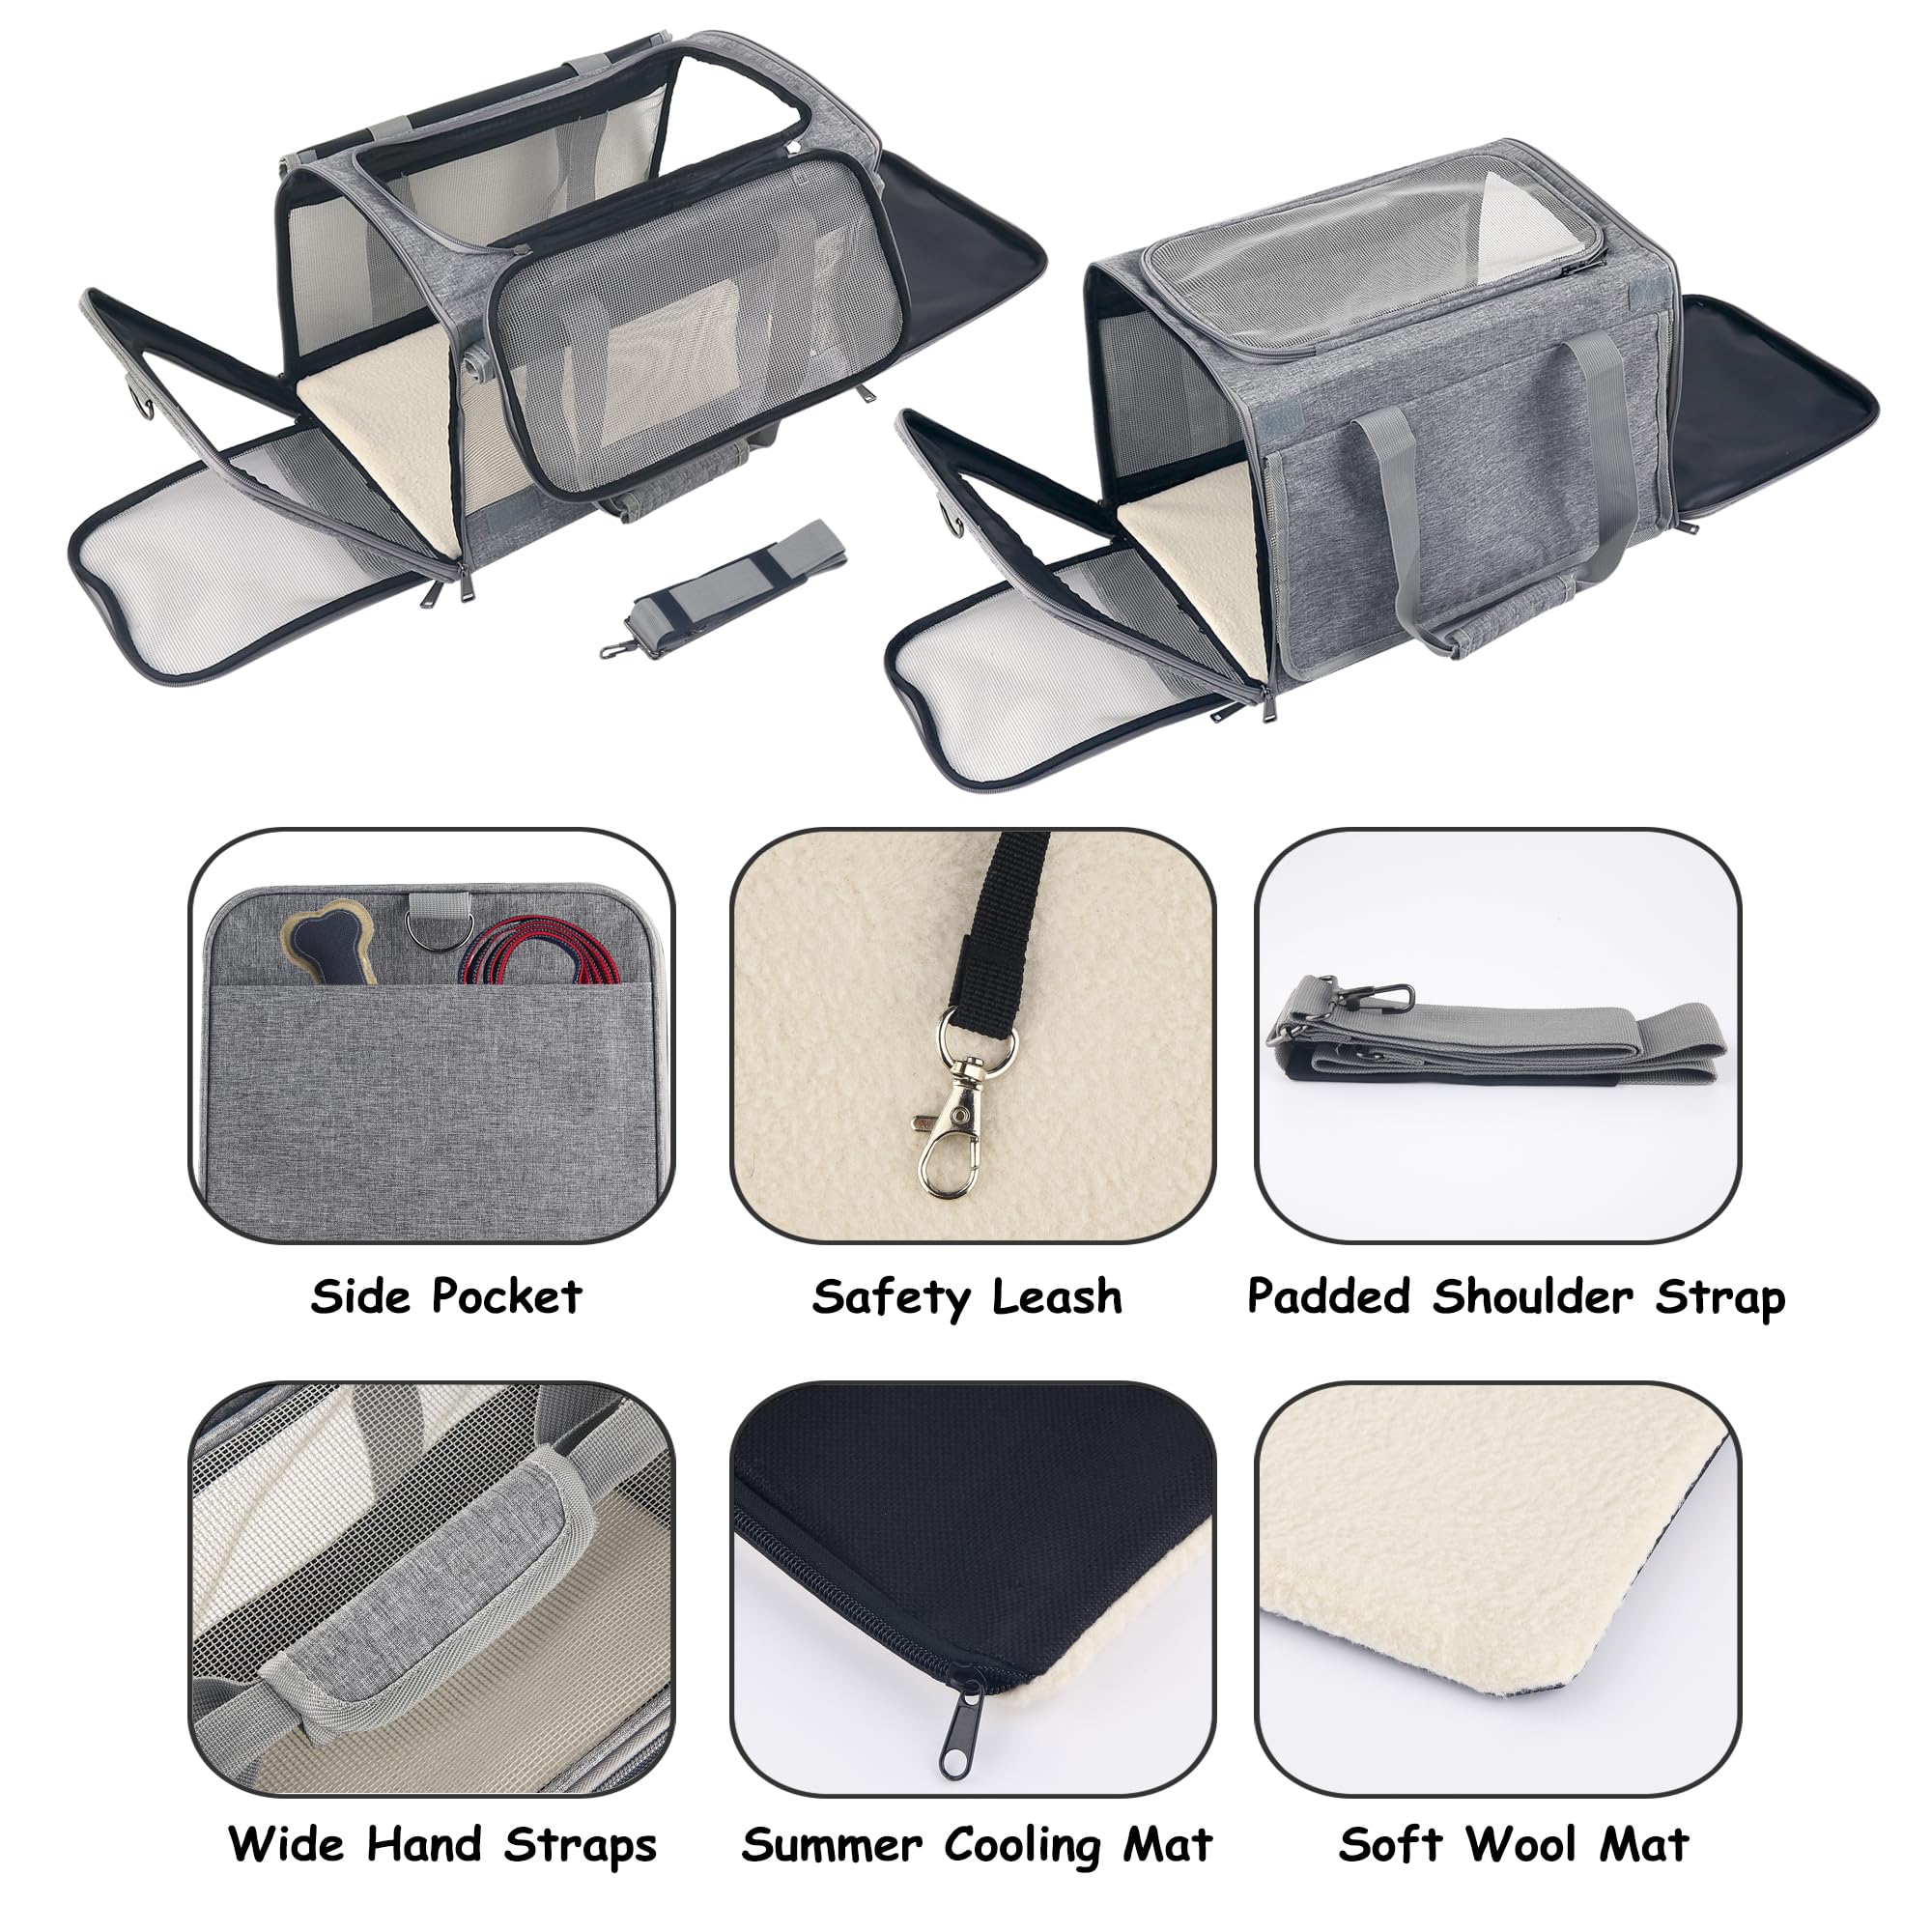 Side Pocket
Safety Leash
Padded Shoulder Strap
Wide Hand Straps
Summer Cooling Mat
Soft Wool Mat